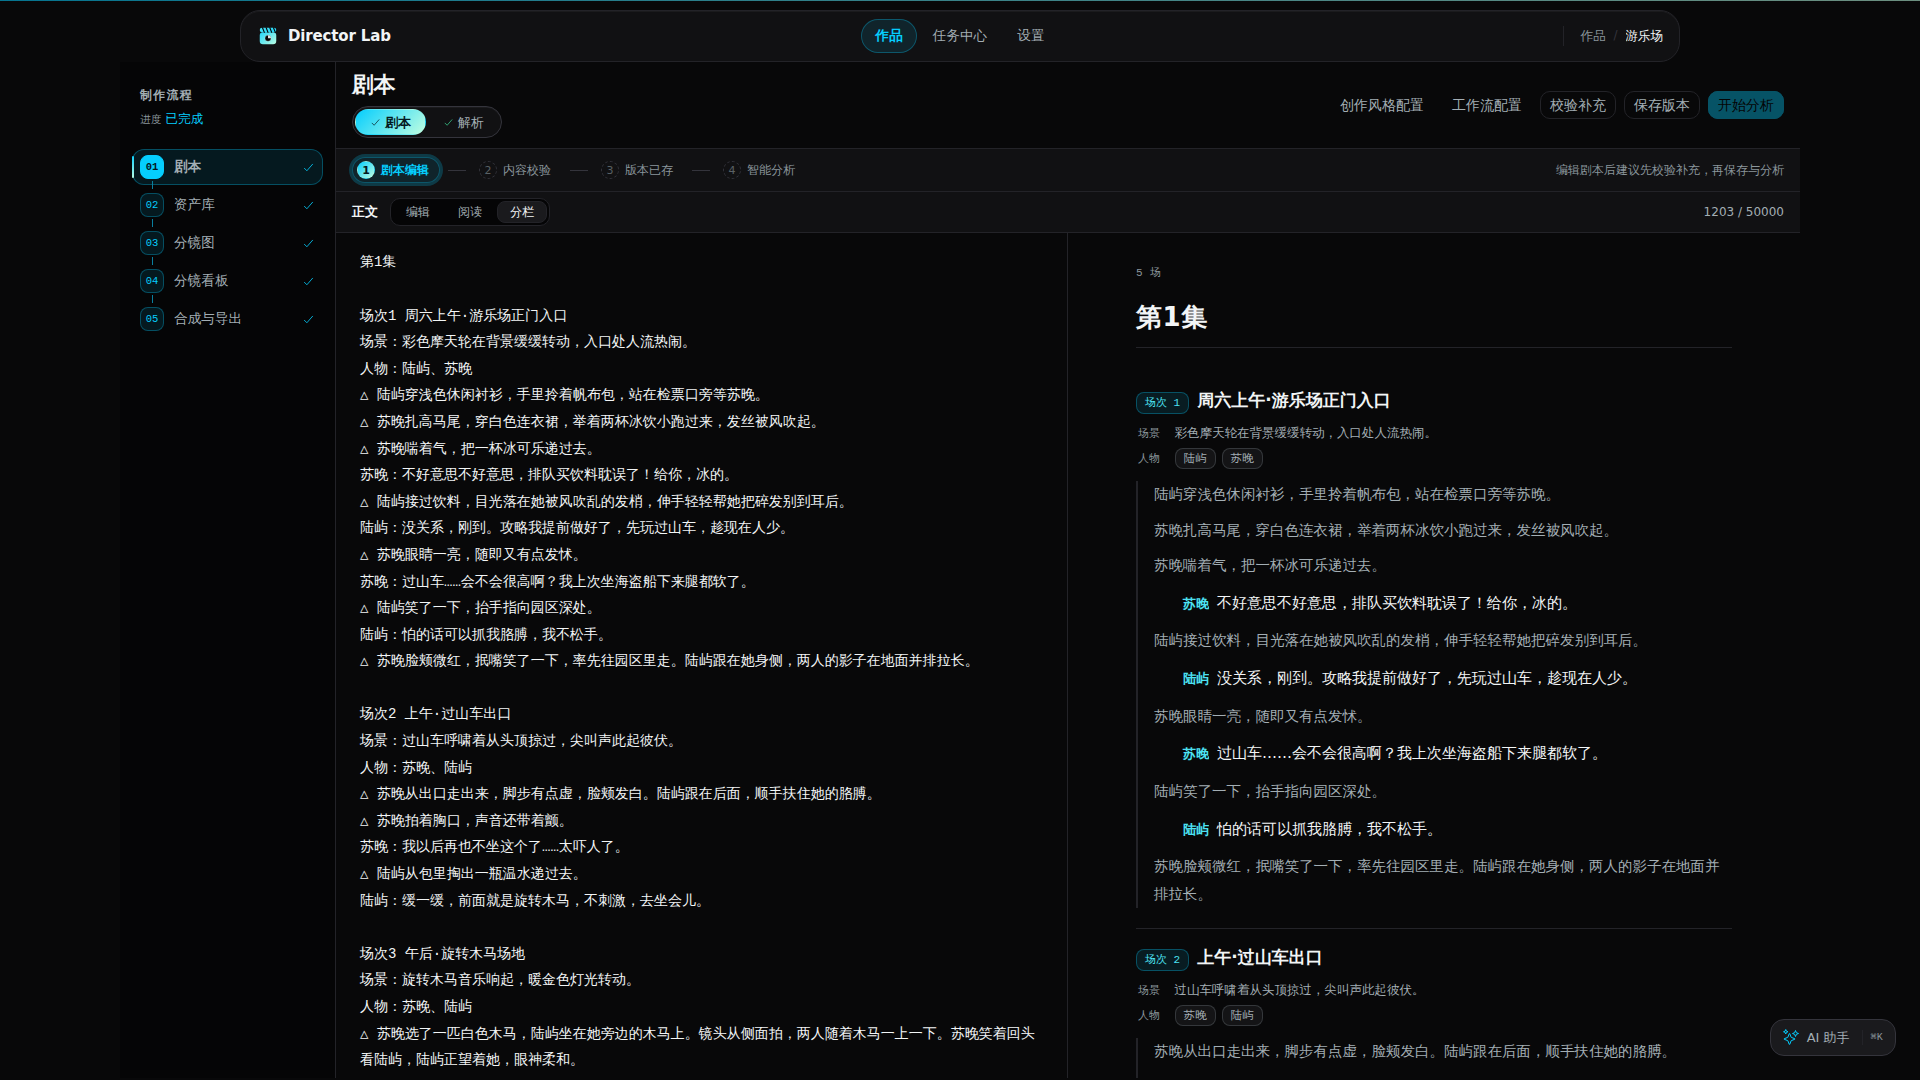 Director Lab
作品
任务中心
设置
作品 / 游乐场
制作流程
进度 已完成
01 剧本
02 资产库
03 分镜图
04 分镜看板
05 合成与导出
剧本
剧本
解析
创作风格配置
工作流配置
校验补充
保存版本
开始分析
1 剧本编辑
2 内容校验
3 版本已存
4 智能分析
编辑剧本后建议先校验补充，再保存与分析
正文
编辑
阅读
分栏
1203 / 50000
第1集
场次1 周六上午·游乐场正门入口
场景：彩色摩天轮在背景缓缓转动，入口处人流热闹。
人物：陆屿、苏晚
△ 陆屿穿浅色休闲衬衫，手里拎着帆布包，站在检票口旁等苏晚。
△ 苏晚扎高马尾，穿白色连衣裙，举着两杯冰饮小跑过来，发丝被风吹起。
△ 苏晚喘着气，把一杯冰可乐递过去。
苏晚：不好意思不好意思，排队买饮料耽误了！给你，冰的。
△ 陆屿接过饮料，目光落在她被风吹乱的发梢，伸手轻轻帮她把碎发别到耳后。
陆屿：没关系，刚到。攻略我提前做好了，先玩过山车，趁现在人少。
△ 苏晚眼睛一亮，随即又有点发怵。
苏晚：过山车……会不会很高啊？我上次坐海盗船下来腿都软了。
△ 陆屿笑了一下，抬手指向园区深处。
陆屿：怕的话可以抓我胳膊，我不松手。
△ 苏晚脸颊微红，抿嘴笑了一下，率先往园区里走。陆屿跟在她身侧，两人的影子在地面并排拉长。
场次2 上午·过山车出口
场景：过山车呼啸着从头顶掠过，尖叫声此起彼伏。
人物：苏晚、陆屿
△ 苏晚从出口走出来，脚步有点虚，脸颊发白。陆屿跟在后面，顺手扶住她的胳膊。
△ 苏晚拍着胸口，声音还带着颤。
苏晚：我以后再也不坐这个了……太吓人了。
△ 陆屿从包里掏出一瓶温水递过去。
陆屿：缓一缓，前面就是旋转木马，不刺激，去坐会儿。
场次3 午后·旋转木马场地
场景：旋转木马音乐响起，暖金色灯光转动。
人物：苏晚、陆屿
△ 苏晚选了一匹白色木马，陆屿坐在她旁边的木马上。镜头从侧面拍，两人随着木马一上一下。苏晚笑着回头
看陆屿，陆屿正望着她，眼神柔和。
5 场
第1集
场次 1 周六上午·游乐场正门入口
场景 彩色摩天轮在背景缓缓转动，入口处人流热闹。
人物 陆屿 苏晚
陆屿穿浅色休闲衬衫，手里拎着帆布包，站在检票口旁等苏晚。
苏晚扎高马尾，穿白色连衣裙，举着两杯冰饮小跑过来，发丝被风吹起。
苏晚喘着气，把一杯冰可乐递过去。
苏晚 不好意思不好意思，排队买饮料耽误了！给你，冰的。
陆屿接过饮料，目光落在她被风吹乱的发梢，伸手轻轻帮她把碎发别到耳后。
陆屿 没关系，刚到。攻略我提前做好了，先玩过山车，趁现在人少。
苏晚眼睛一亮，随即又有点发怵。
苏晚 过山车……会不会很高啊？我上次坐海盗船下来腿都软了。
陆屿笑了一下，抬手指向园区深处。
陆屿 怕的话可以抓我胳膊，我不松手。
苏晚脸颊微红，抿嘴笑了一下，率先往园区里走。陆屿跟在她身侧，两人的影子在地面并
排拉长。
场次 2 上午·过山车出口
场景 过山车呼啸着从头顶掠过，尖叫声此起彼伏。
人物 苏晚 陆屿
苏晚从出口走出来，脚步有点虚，脸颊发白。陆屿跟在后面，顺手扶住她的胳膊。
AI 助手 ⌘K